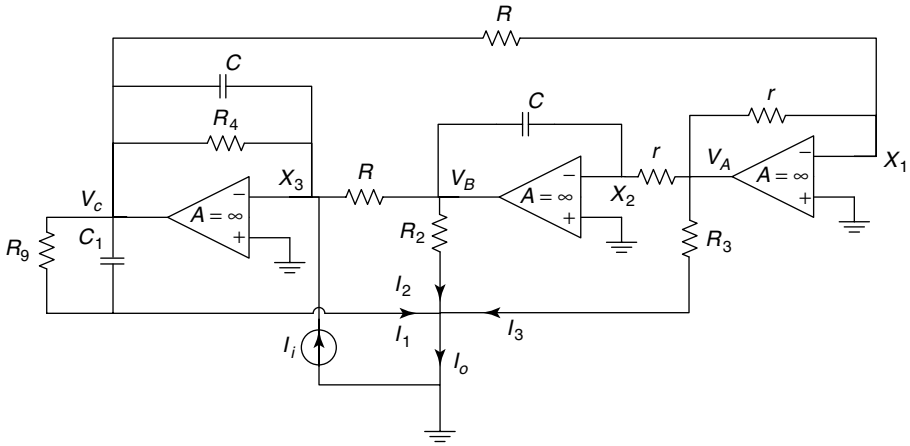 R
C
r
R4
C
VA
X1
− A = ∞ +
X3
R
VB
− A = ∞ +
X2
r
− A = ∞ +
Vc
C1
R9
R2
R3
I2
I1
I3
Ii
Io